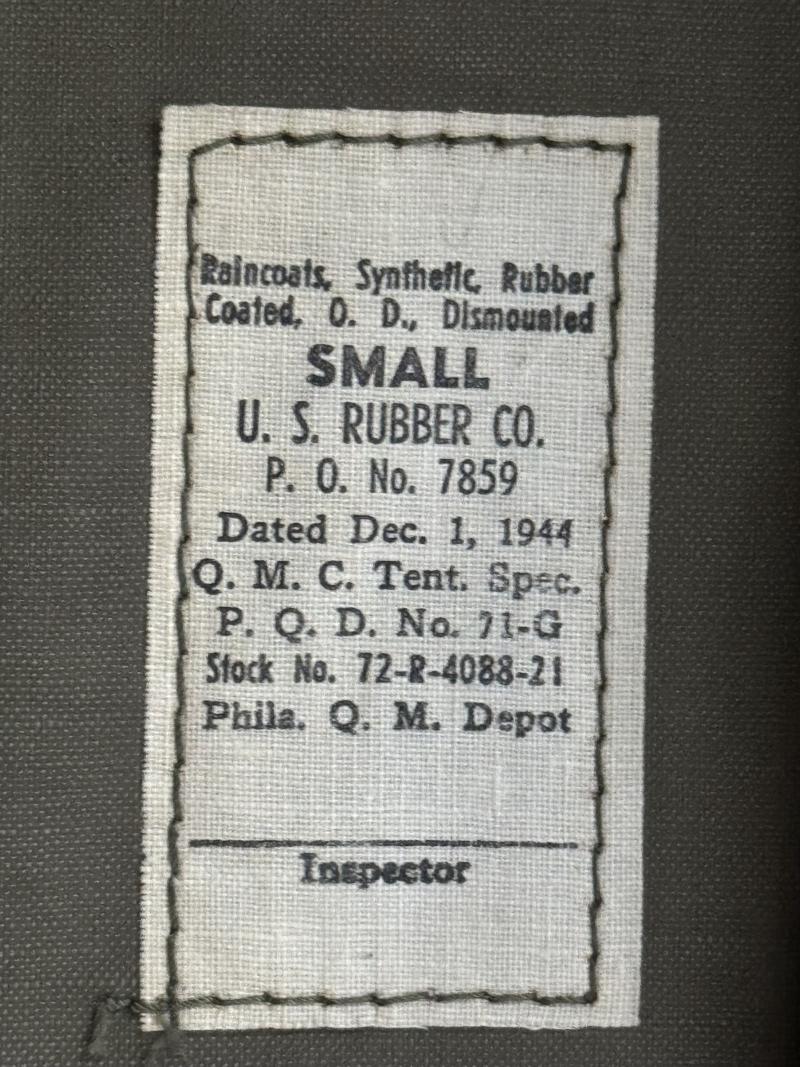 Raincoats, Synthetic, Rubber
Coated, O. D., Dismounted
SMALL
U. S. RUBBER CO.
P. O. No. 7859
Dated Dec. 1, 1944
Q. M. C. Tent. Spec.
P. Q. D. No. 71-G
Stock No. 72-R-4088-21
Phila. Q. M. Depot
Inspector